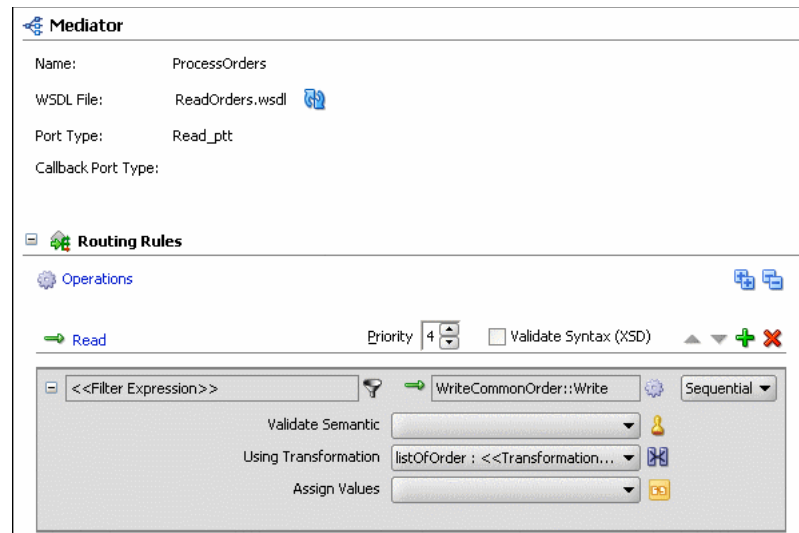 Mediator
Name: ProcessOrders
WSDL File: ReadOrders.wsdl
Port Type: Read_ptt
Callback Port Type:
Routing Rules
Operations
Read Priority 4 Validate Syntax (XSD)
<<Filter Expression>> WriteCommonOrder::Write Sequential
Validate Semantic
Using Transformation listOfOrder : <<Transformation...
Assign Values